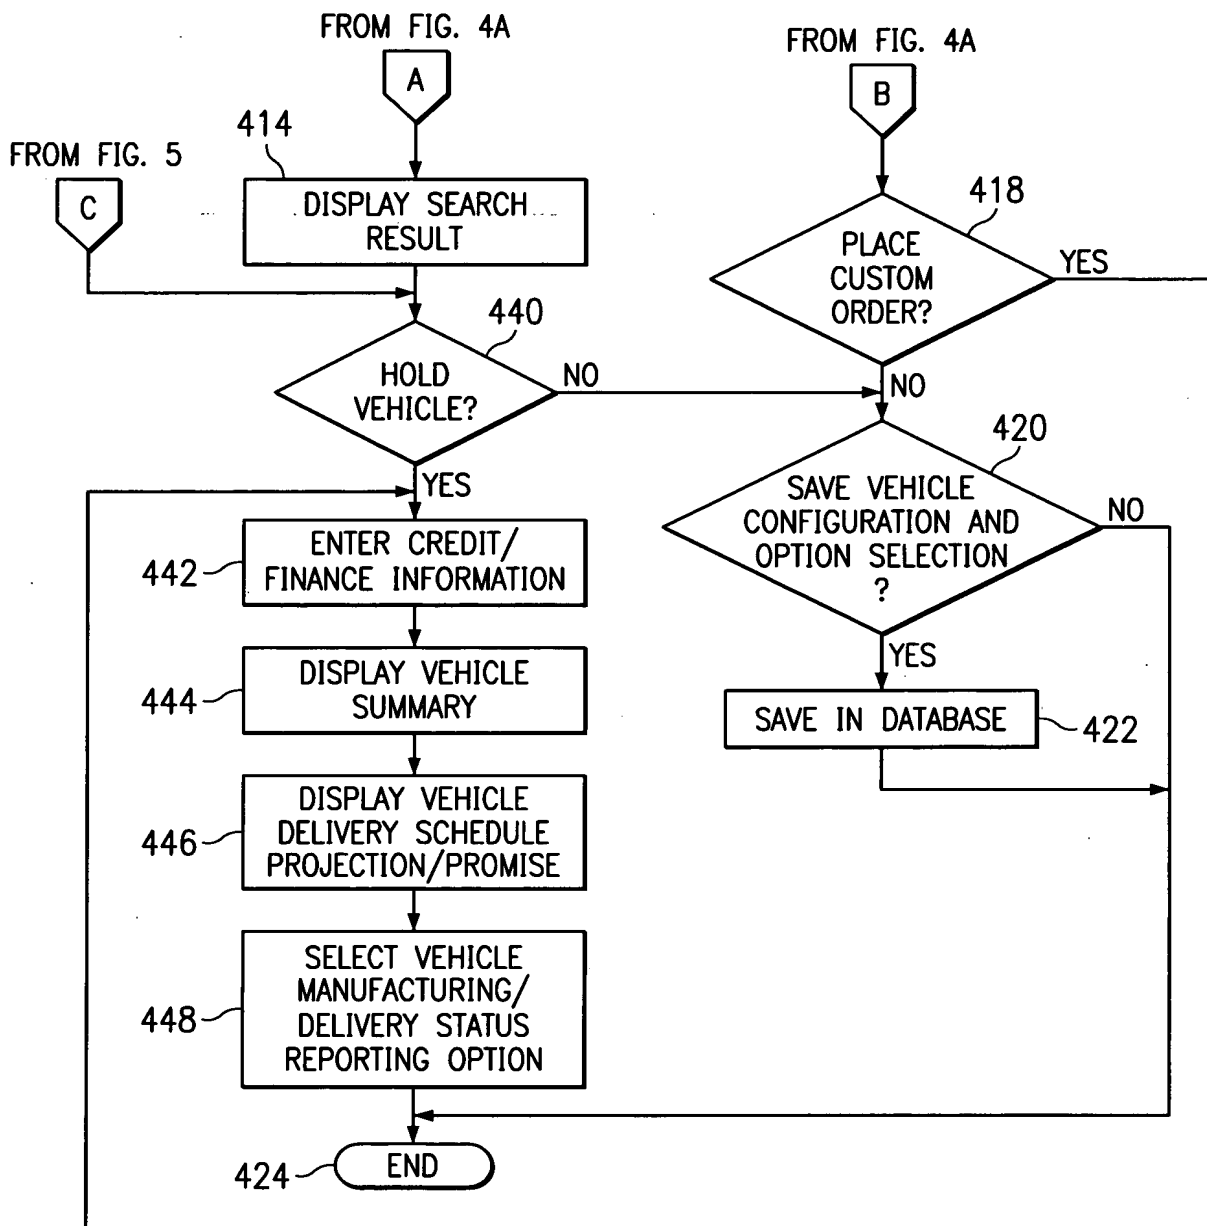 FROM FIG. 4A
A
FROM FIG. 4A
B
414
FROM FIG. 5
C
DISPLAY SEARCH
RESULT
418
PLACE
CUSTOM
ORDER?
YES
440
HOLD
VEHICLE?
NO
NO
YES
420
SAVE VEHICLE
CONFIGURATION AND
OPTION SELECTION
?
NO
442
ENTER CREDIT/
FINANCE INFORMATION
YES
444
DISPLAY VEHICLE
SUMMARY
SAVE IN DATABASE
422
446
DISPLAY VEHICLE
DELIVERY SCHEDULE
PROJECTION/PROMISE
448
SELECT VEHICLE
MANUFACTURING/
DELIVERY STATUS
REPORTING OPTION
424
END